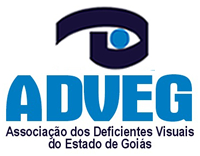 ADVEG
Associação dos Deficientes Visuais
do Estado de Goiás